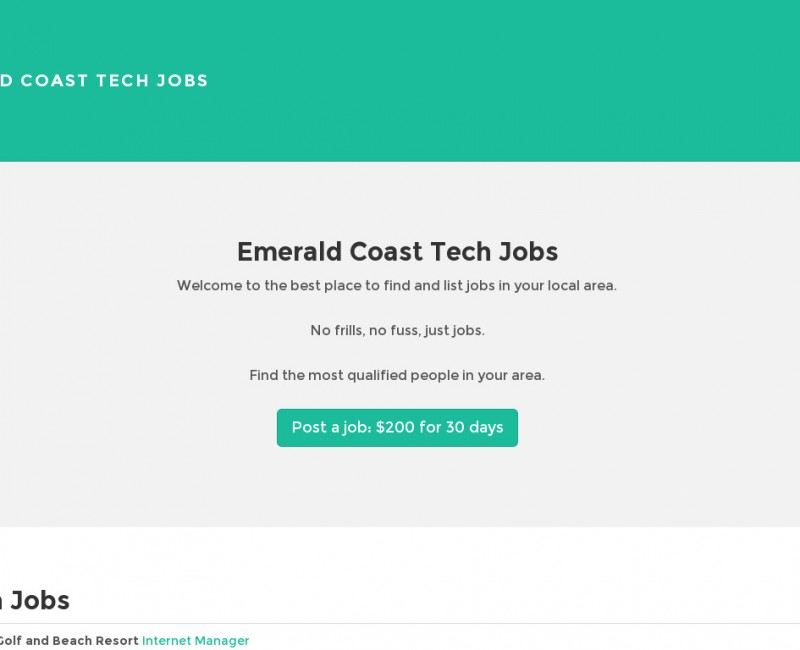 D COAST TECH JOBS
Emerald Coast Tech Jobs
Welcome to the best place to find and list jobs in your local area.
No frills, no fuss, just jobs.
Find the most qualified people in your area.
Post a job: $200 for 30 days
Jobs
Golf and Beach Resort Internet Manager